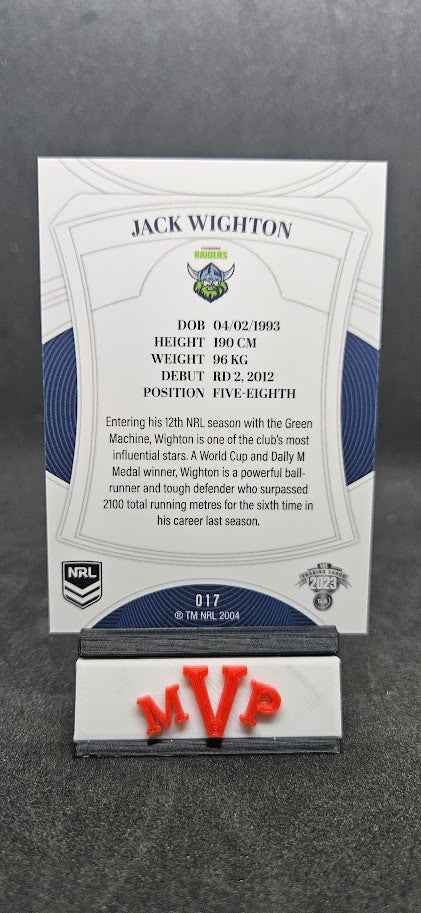 JACK WIGHTON
RAIDERS
DOB 04/02/1993
HEIGHT 190 CM
WEIGHT 96 KG
DEBUT RD 2, 2012
POSITION FIVE-EIGHTH
Entering his 12th NRL season with the Green
Machine, Wighton is one of the club's most
influential stars. A World Cup and Dally M
Medal winner, Wighton is a powerful ball-
runner and tough defender who surpassed
2100 total running metres for the sixth time in
his career last season.
NRL
017
® TM NRL 2004
TRADING CARDS
2023
MVP